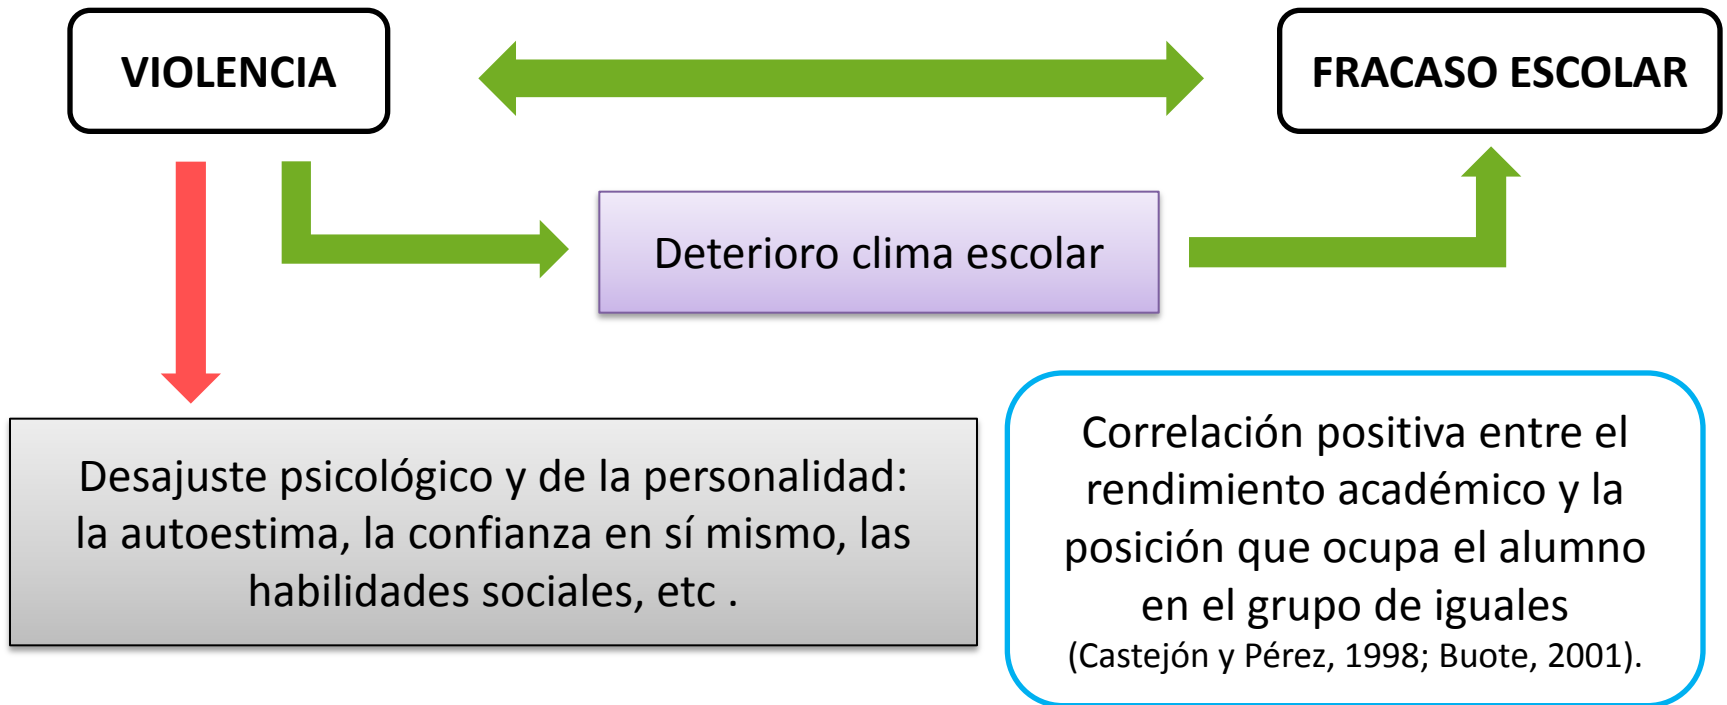 VIOLENCIA
FRACASO ESCOLAR
Deterioro clima escolar
Desajuste psicológico y de la personalidad:
la autoestima, la confianza en sí mismo, las
habilidades sociales, etc .
Correlación positiva entre el
rendimiento académico y la
posición que ocupa el alumno
en el grupo de iguales
(Castejón y Pérez, 1998; Buote, 2001).